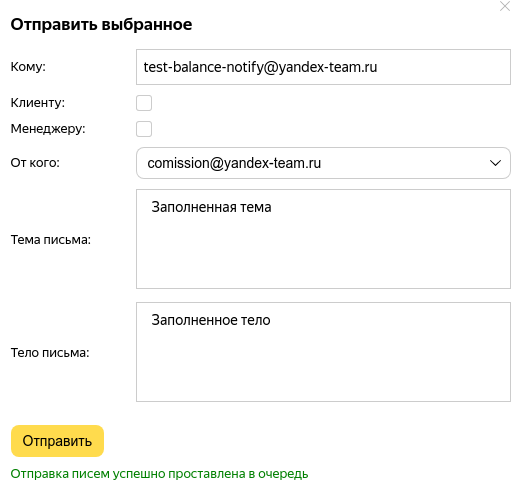 Отправить выбранное
Кому: test-balance-notify@yandex-team.ru
Клиенту:
Менеджеру:
От кого: comission@yandex-team.ru
Тема письма: Заполненная тема
Тело письма: Заполненное тело
Отправить
Отправка писем успешно проставлена в очередь